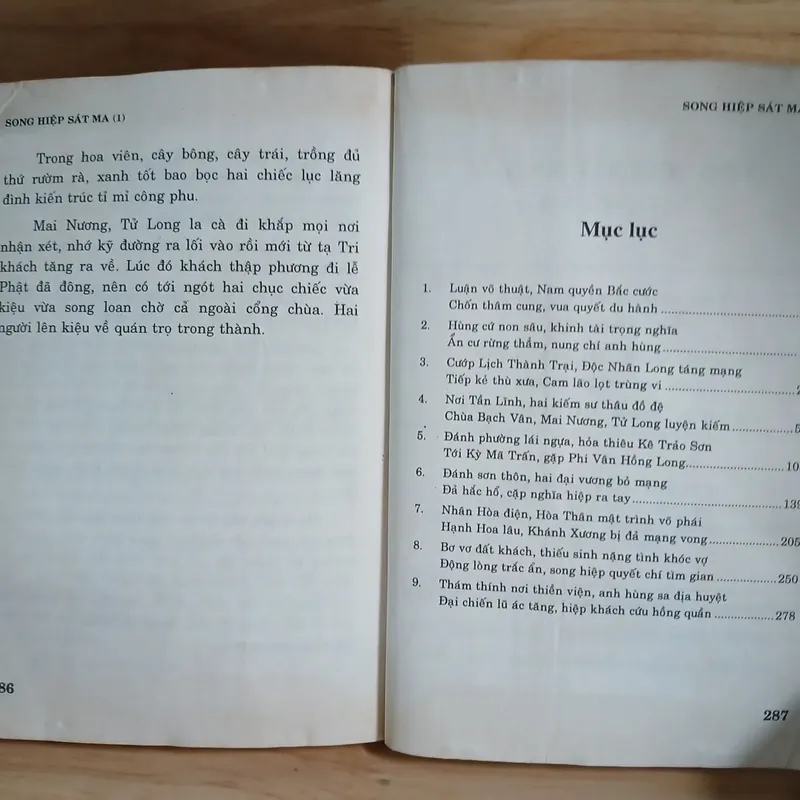 SONG HIỆP SÁT MA (1)
Trong hoa viên, cây bông, cây trái, trồng đủ
thứ rườm rà, xanh tốt bao bọc hai chiếc lục lăng
đình kiến trúc tỉ mỉ công phu.
Mai Nương, Tử Long la cà đi khắp mọi nơi
nhận xét, nhớ kỹ đường ra lối vào rồi mới từ tạ Tri
khách tăng ra về. Lúc đó khách thập phương đi lễ
Phật đã đông, nên có tới ngót hai chục chiếc vừa
kiệu vừa song loan chờ cả ngoài cổng chùa. Hai
người lên kiệu về quán trọ trong thành.
86
SONG HIỆP SÁT MA
Mục lục
1. Luận võ thuật, Nam quyền Bắc cước
Chốn thâm cung, vua quyết du hành
2. Hùng cứ non sâu, khinh tài trọng nghĩa
Ẩn cư rừng thẳm, nung chí anh hùng
3. Cướp Lịch Thành Trại, Độc Nhãn Long táng mạng
Tiếp kẻ thù xưa, Cam lão lọt trùng vi
4. Nơi Tần Lĩnh, hai kiếm sư thâu đồ đệ
Chùa Bạch Vân, Mai Nương, Tử Long luyện kiếm 5
5. Đánh phường lái ngựa, hỏa thiêu Kê Trảo Sơn
Tới Kỳ Mã Trấn, gặp Phi Vân Hồng Long 10
6. Đánh sơn thôn, hai đại vương bỏ mạng
Đả hắc hổ, cặp nghĩa hiệp ra tay 139
7. Nhân Hòa điện, Hòa Thân mật trình võ phái
Hạnh Hoa lâu, Khánh Xương bị đả mạng vong 205
8. Bơ vơ đất khách, thiếu sinh nặng tình khóc vợ
Động lòng trắc ẩn, song hiệp quyết chí tìm gian 250
9. Thám thính nơi thiền viện, anh hùng sa địa huyệt
Đại chiến lũ ác tăng, hiệp khách cứu hồng quần 278
287